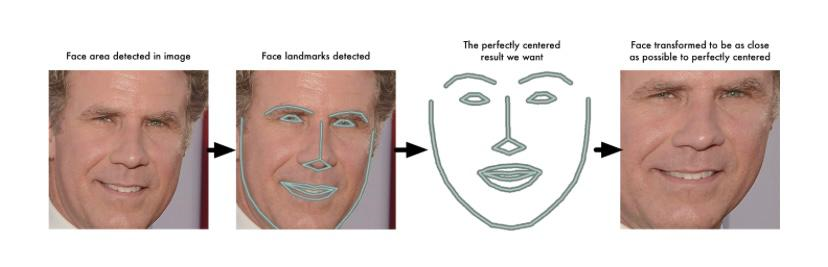 Face area detected in image
Face landmarks detected
The perfectly centered
result we want
Face transformed to be as close
as possible to perfectly centered